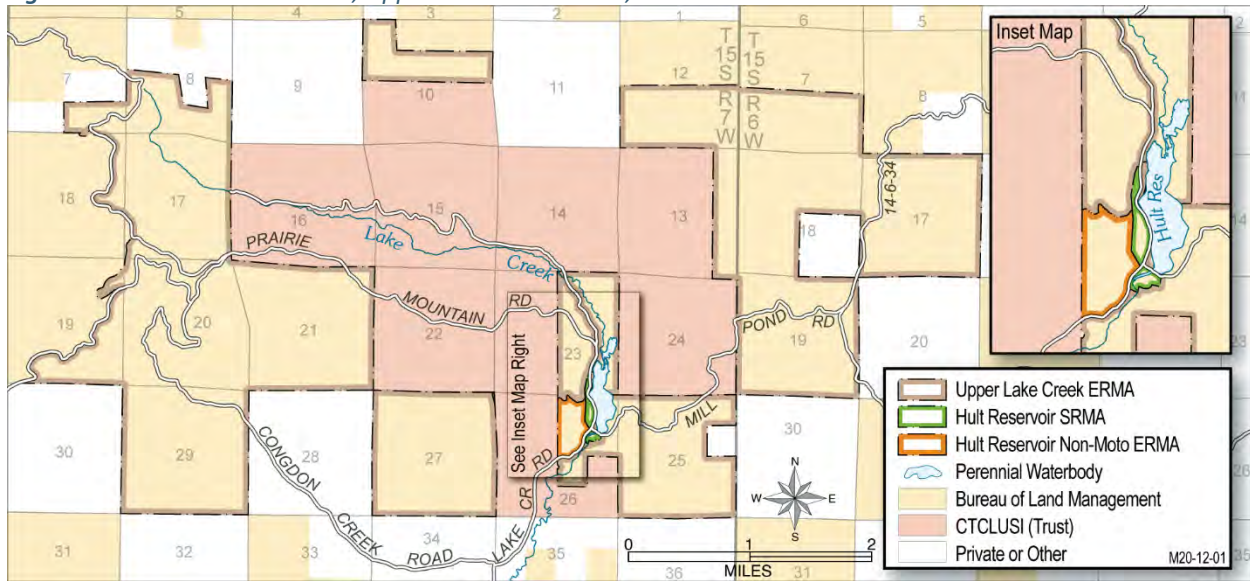 5
4
3
2
1
6
5
7
8
9
10
11
12
7
8
T
15
S
T
15
S
R
7
W
R
6
W
18
17
16
15
14
13
18
17
14-6-34
Lake
Creek
PRAIRIE
MOUNTAIN
RD
19
20
21
22
23
24
19
20
POND
RD
MILL
See Inset Map Right
30
29
28
27
26
25
30
CONGDON
CREEK
ROAD
LAKE
CR
RD
31
32
33
34
35
36
31
N
W
E
S
0
1
2
MILES
Inset Map
Hult Res
2
11
23
Upper Lake Creek ERMA
Hult Reservoir SRMA
Hult Reservoir Non-Moto ERMA
Perennial Waterbody
Bureau of Land Management
CTCLUSI (Trust)
Private or Other
M20-12-01